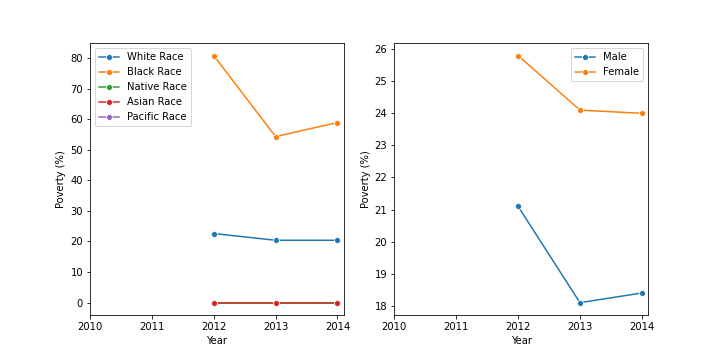 80
70
60
50
40
30
20
10
0
Poverty (%)
White Race
Black Race
Native Race
Asian Race
Pacific Race
2010 2011 2012 2013 2014
Year
26
25
24
23
22
21
20
19
18
Poverty (%)
Male
Female
2010 2011 2012 2013 2014
Year